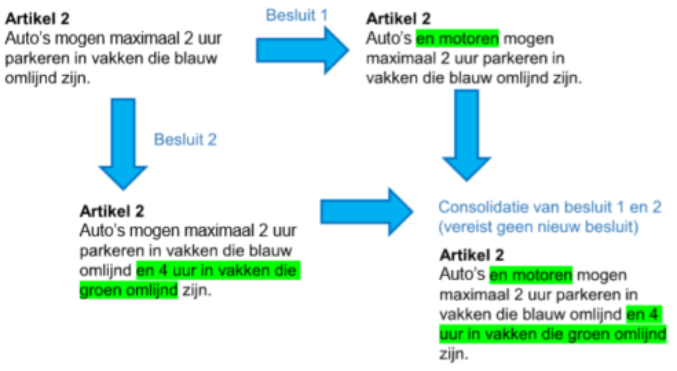 Artikel 2
Auto's mogen maximaal 2 uur
parkeren in vakken die blauw
omlijnd zijn.
Besluit 1
Artikel 2
Auto's en motoren mogen
maximaal 2 uur parkeren in
vakken die blauw omlijnd zijn.
Besluit 2
Artikel 2
Auto's mogen maximaal 2 uur
parkeren in vakken die blauw
omlijnd en 4 uur in vakken die
groen omlijnd zijn.
Consolidatie van besluit 1 en 2
(vereist geen nieuw besluit)
Artikel 2
Auto's en motoren mogen
maximaal 2 uur parkeren in
vakken die blauw omlijnd en 4
uur in vakken die groen omlijnd
zijn.